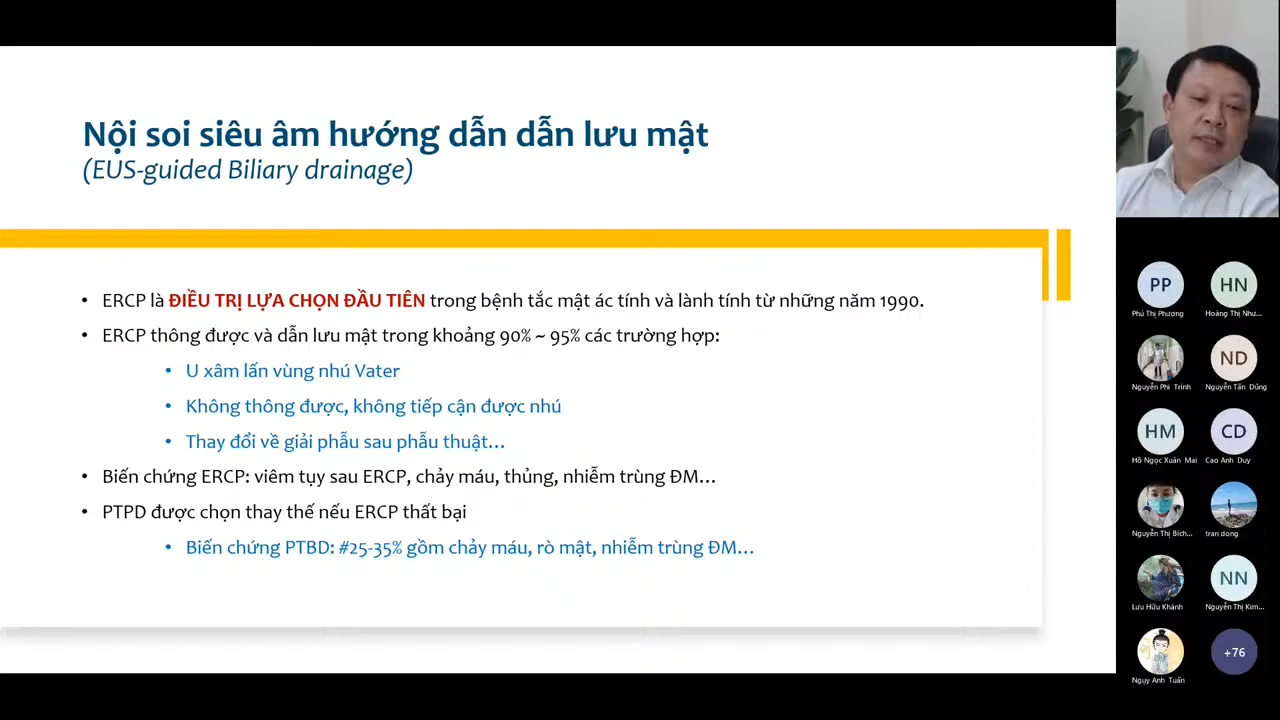 Nội soi siêu âm hướng dẫn dẫn lưu mật
(EUS-guided Biliary drainage)
• ERCP là ĐIỀU TRỊ LỰA CHỌN ĐẦU TIÊN trong bệnh tắc mật ác tính và lành tính từ những năm 1990.
• ERCP thông được và dẫn lưu mật trong khoảng 90% ~ 95% các trường hợp:
• U xâm lấn vùng nhú Vater
• Không thông được, không tiếp cận được nhú
• Thay đổi về giải phẫu sau phẫu thuật...
• Biến chứng ERCP: viêm tụy sau ERCP, chảy máu, thủng, nhiễm trùng ĐM...
• PTPD được chọn thay thế nếu ERCP thất bại
• Biến chứng PTBD: #25-35% gồm chảy máu, rò mật, nhiễm trùng ĐM...
PP HN
Phú Thị Phương Hoàng Thị Như...
ND
Nguyễn Phi Trình Nguyễn Tấn Dũng
HM CD
Hồ Ngọc Xuân Mai Cao Anh Duy
Nguyễn Thị Bích... tran dong
NN
Lưu Hữu Khánh Nguyễn Thị Kim...
+76
Ngụy Anh Tuấn